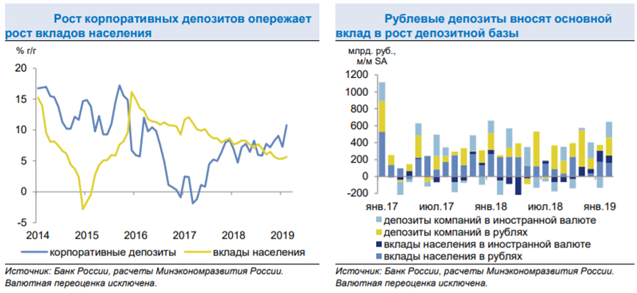 Рост корпоративных депозитов опережает
рост вкладов населения
% г/г
20
15
10
5
0
-5
2014 2015 2016 2017 2018 2019
корпоративные депозиты вклады населения
Источник: Банк России, расчеты Минэкономразвития России.
Валютная переоценка исключена.
Рублевые депозиты вносят основной
вклад в рост депозитной базы
млрд. руб.,
м/м SA
1200
1000
800
600
400
200
0
-200
янв.17 июл.17 янв.18 июл.18 янв.19
депозиты компаний в иностранной валюте
депозиты компаний в рублях
вклады населения в иностранной валюте
вклады населения в рублях
Источник: Банк России, расчеты Минэкономразвития России.
Валютная переоценка исключена.